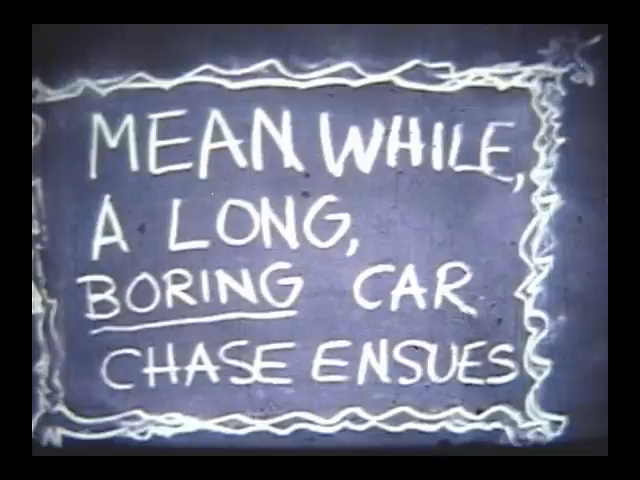 MEAN WHILE,
A LONG,
BORING CAR
CHASE ENSUES